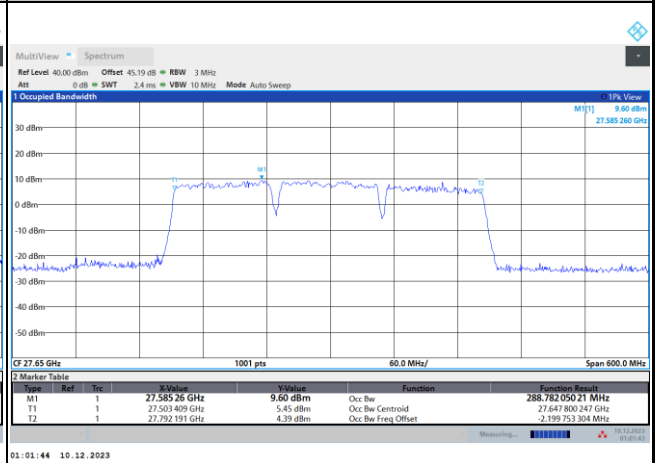 MultiView Spectrum
Ref Level 40.00 dBm Offset 45.19 dB RBW 3 MHz
Att 0 dB SWT 2.4 ms VBW 10 MHz Mode Auto Sweep
1 Occupied Bandwidth 1Pk View
M1[1] 9.60 dBm
27.585 260 GHz
30 dBm
20 dBm
M1
10 dBm
T1
T2
0 dBm
-10 dBm
-20 dBm
-30 dBm
-40 dBm
-50 dBm
CF 27.65 GHz 1001 pts 60.0 MHz/ Span 600.0 MHz
2 Marker Table
Type Ref Trc X-Value Y-Value Function Function Result
M1 1 27.585 26 GHz 9.60 dBm Occ Bw 288.782 050 21 MHz
T1 1 27.503 409 GHz 5.45 dBm Occ Bw Centroid 27.647 800 247 GHz
T2 1 27.792 191 GHz 4.39 dBm Occ Bw Freq Offset -2.199 753 304 MHz
Measuring... 10.12.2023
01:01:43
01:01:44 10.12.2023